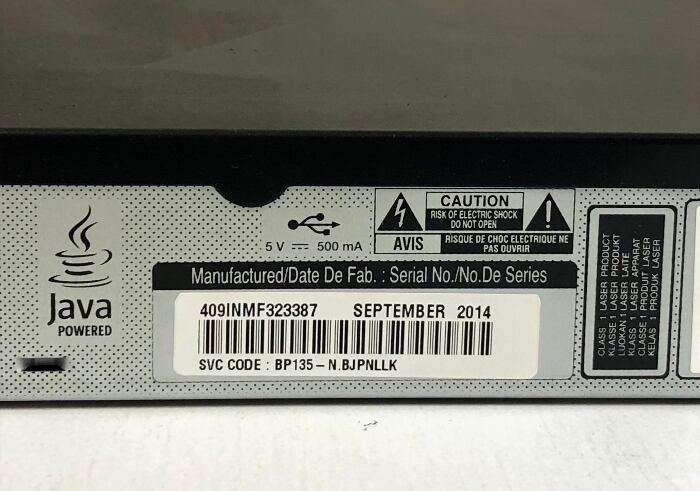 Java
POWERED
5 V ⎓ 500 mA
CAUTION
RISK OF ELECTRIC SHOCK
DO NOT OPEN
AVIS
RISQUE DE CHOC ELECTRIQUE NE
PAS OUVRIR
Manufactured/Date De Fab. : Serial No./No.De Series
409INMF323387 SEPTEMBER 2014
SVC CODE : BP135-N.BJPNLLK
CLASS 1 LASER PRODUCT
KLASSE 1 LASER PRODUKT
LUOKAN 1 LASER LAITE
KLASS 1 LASER APPARAT
CLASSE 1 PRODUIT LASER
KELAS 1 PRODUK LASER